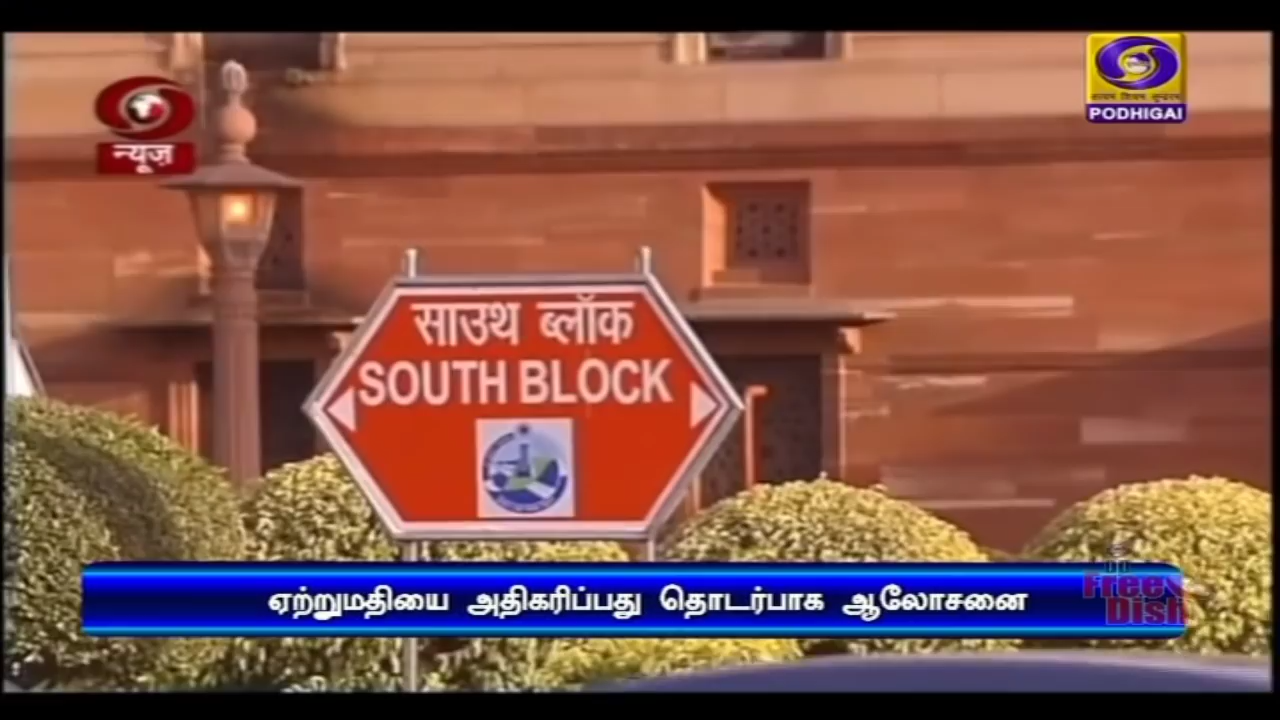 न्यूज़
PODHIGAI
साउथ ब्लॉक
SOUTH BLOCK
ஏற்றுமதியை அதிகரிப்பது தொடர்பாக ஆலோசனை
Free
Dish